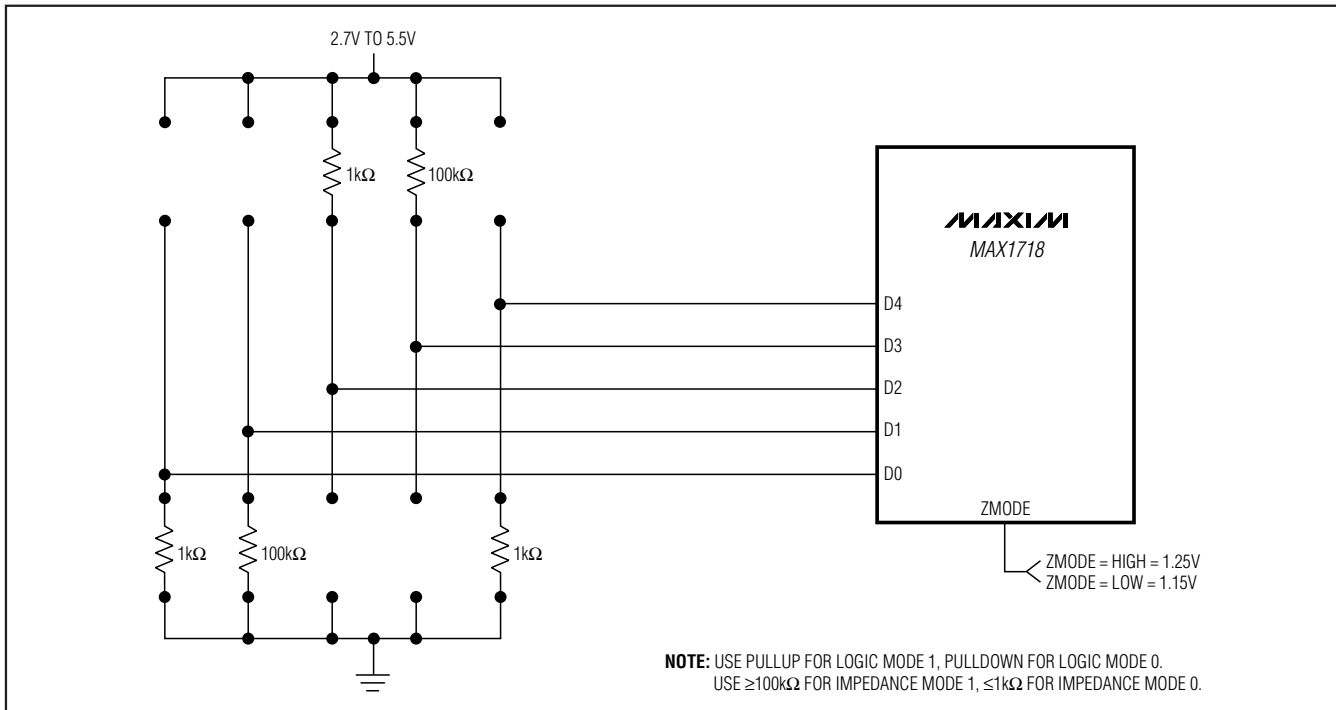 2.7V TO 5.5V
1kΩ
100kΩ
MAXIM
MAX1718
D4
D3
D2
D1
D0
ZMODE
1kΩ
100kΩ
1kΩ
ZMODE = HIGH = 1.25V
ZMODE = LOW = 1.15V
NOTE: USE PULLUP FOR LOGIC MODE 1, PULLDOWN FOR LOGIC MODE 0.
USE ≥100kΩ FOR IMPEDANCE MODE 1, ≤1kΩ FOR IMPEDANCE MODE 0.